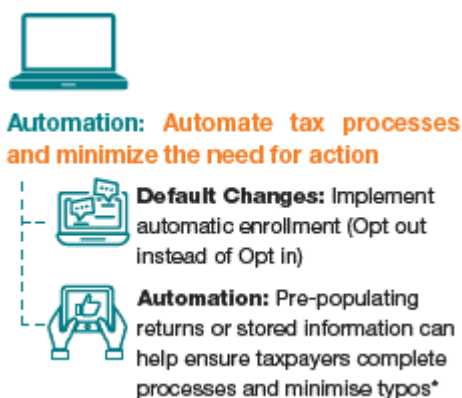 Automation: Automate tax processes
and minimize the need for action
Default Changes: Implement
automatic enrollment (Opt out
instead of Opt in)
Automation: Pre-populating
returns or stored information can
help ensure taxpayers complete
processes and minimise typos*